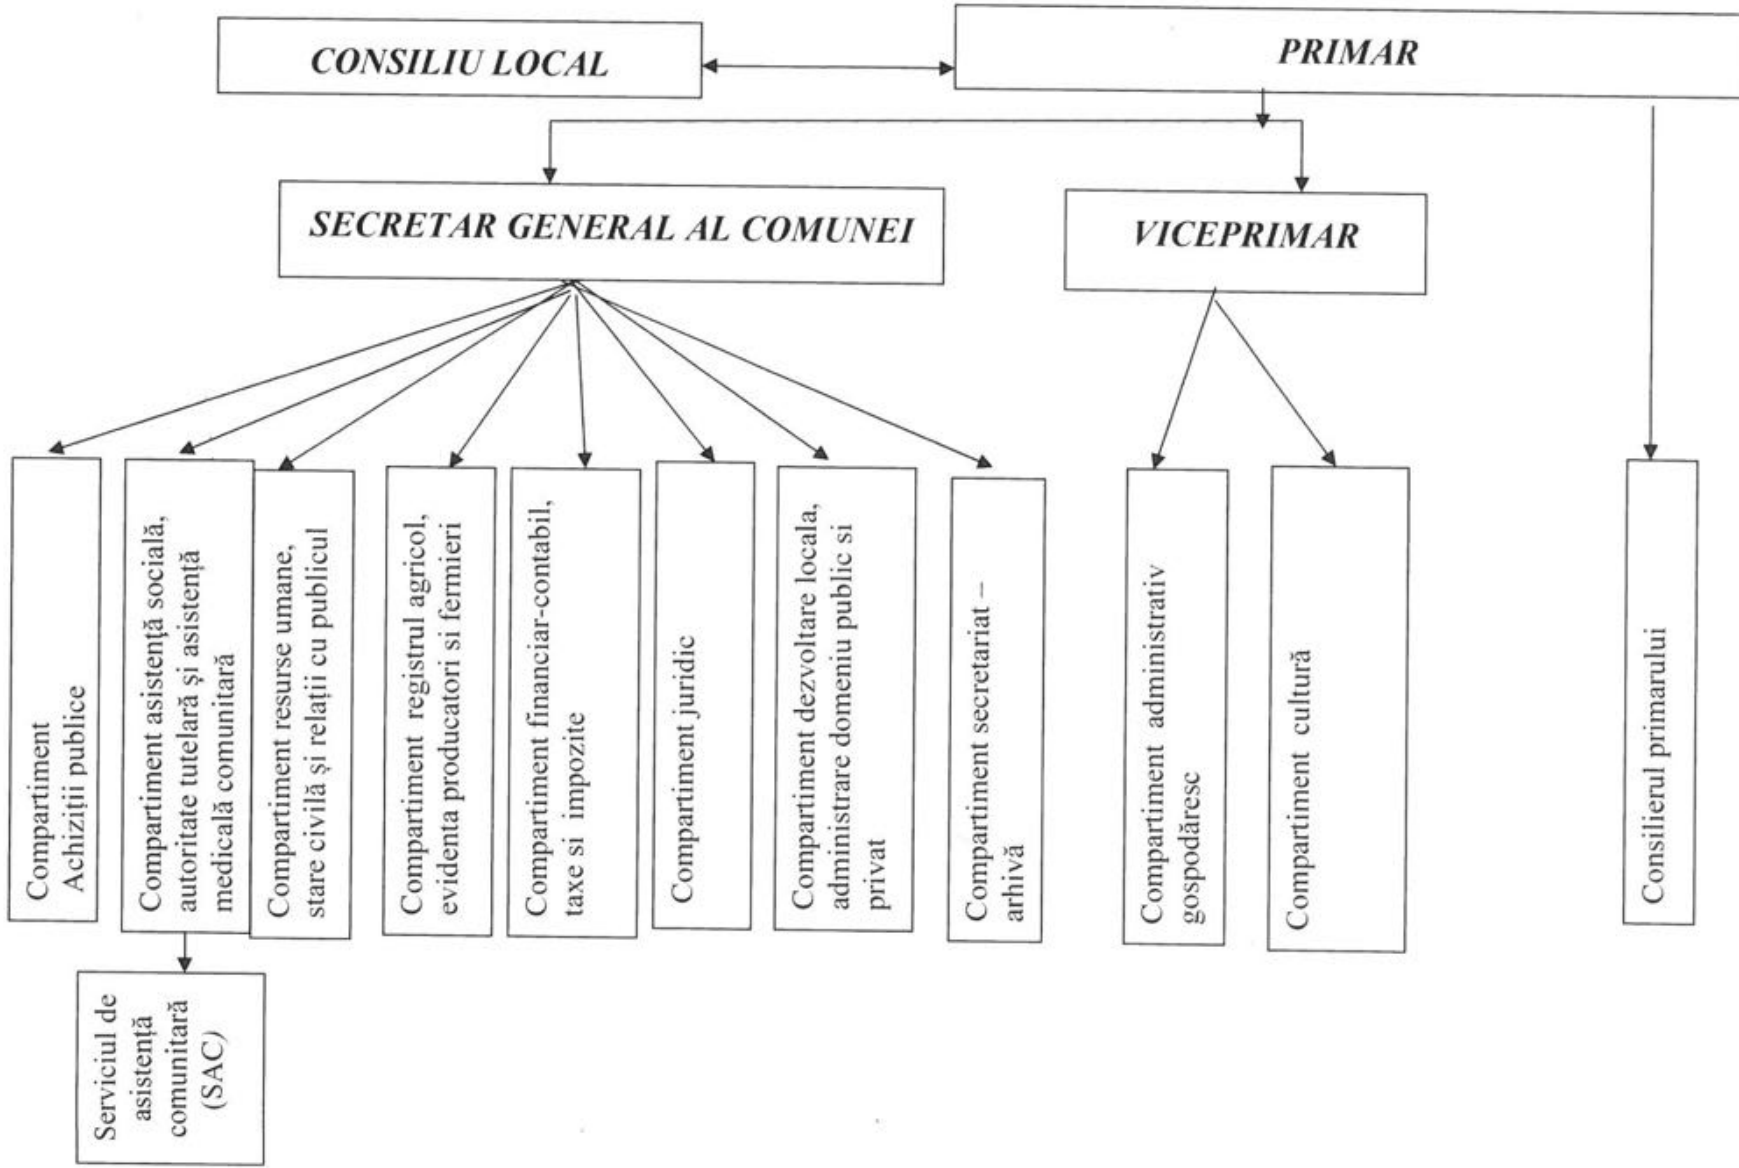 CONSILIU LOCAL
PRIMAR
SECRETAR GENERAL AL COMUNEI
VICEPRIMAR
Compartiment
Achiziții publice
Compartiment asistență socială,
autoritate tutelară și asistență
medicală comunitară
Compartiment resurse umane,
stare civilă și relații cu publicul
Compartiment registrul agricol,
evidenta producatori si fermieri
Compartiment financiar-contabil,
taxe si impozite
Compartiment juridic
Compartiment dezvoltare locala,
administrare domeniu public si
privat
Compartiment secretariat –
arhivă
Compartiment administrativ
gospodăresc
Compartiment cultură
Consilierul primarului
Serviciul de
asistență
comunitară
(SAC)